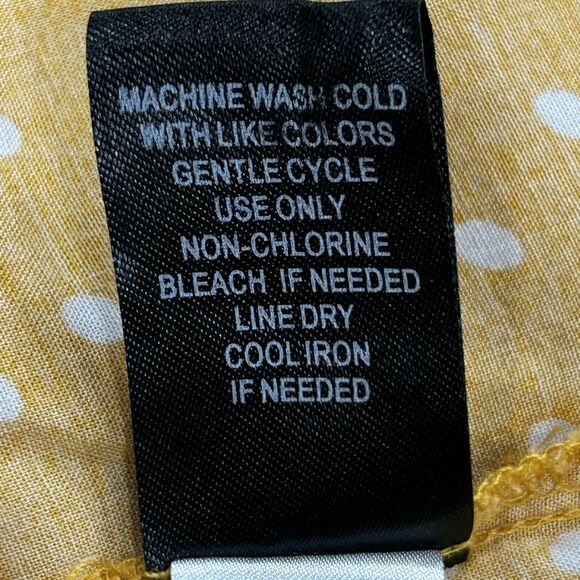 MACHINE WASH COLD
WITH LIKE COLORS
GENTLE CYCLE
USE ONLY
NON-CHLORINE
BLEACH IF NEEDED
LINE DRY
COOL IRON
IF NEEDED